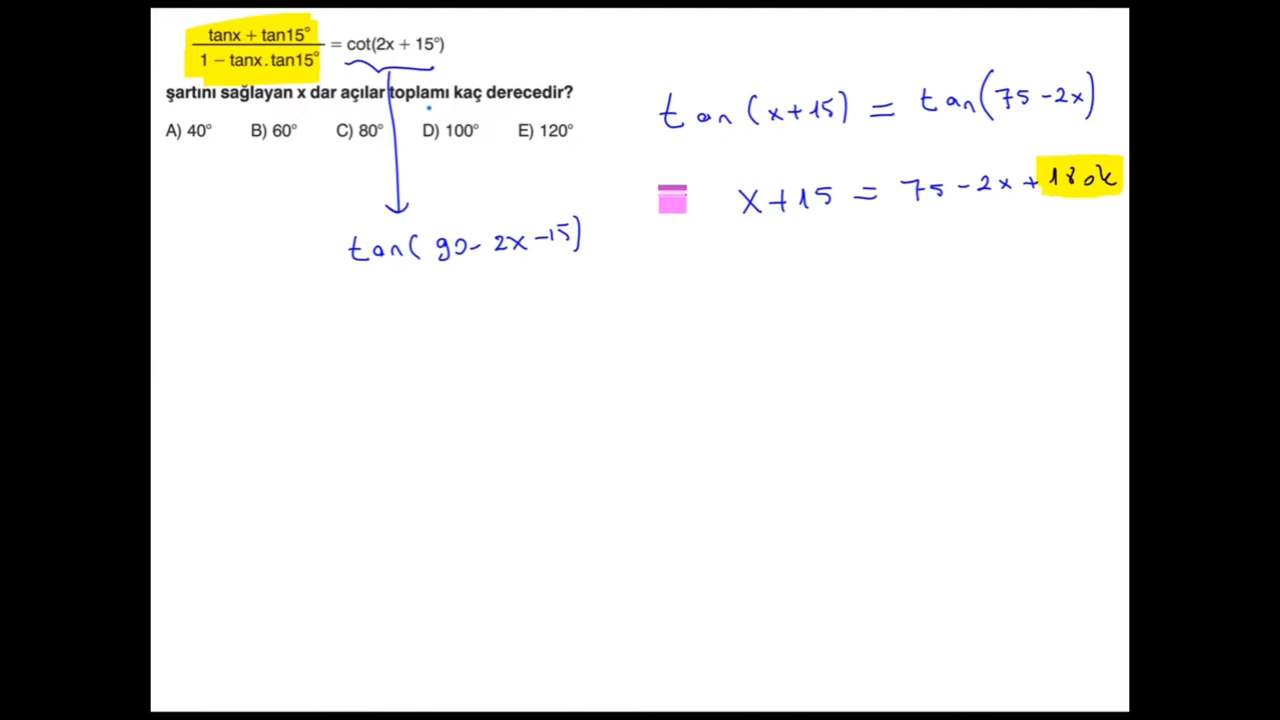 tanx + tan15°
1 – tanx.tan15°
= cot(2x + 15°)
şartını sağlayan x dar açılar toplamı kaç derecedir?
A) 40° B) 60° C) 80° D) 100° E) 120°
tan(90-2x-15)
tan(x+15) = tan(75-2x)
x+15 = 75-2x+180k